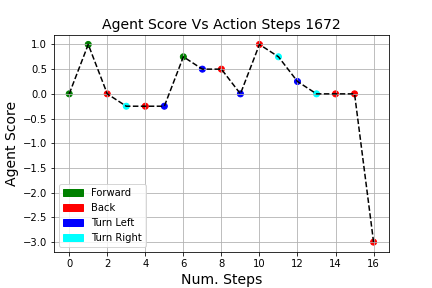 Agent Score Vs Action Steps 1672
1.0
0.5
0.0
−0.5
−1.0
−1.5
−2.0
−2.5
−3.0
Agent Score
Forward
Back
Turn Left
Turn Right
0 2 4 6 8 10 12 14 16
Num. Steps